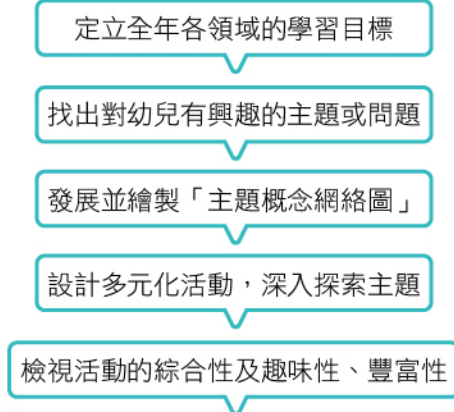 定立全年各領域的學習目標
找出對幼兒有興趣的主題或問題
發展並繪製「主題概念網絡圖」
設計多元化活動，深入探索主題
檢視活動的綜合性及趣味性、豐富性